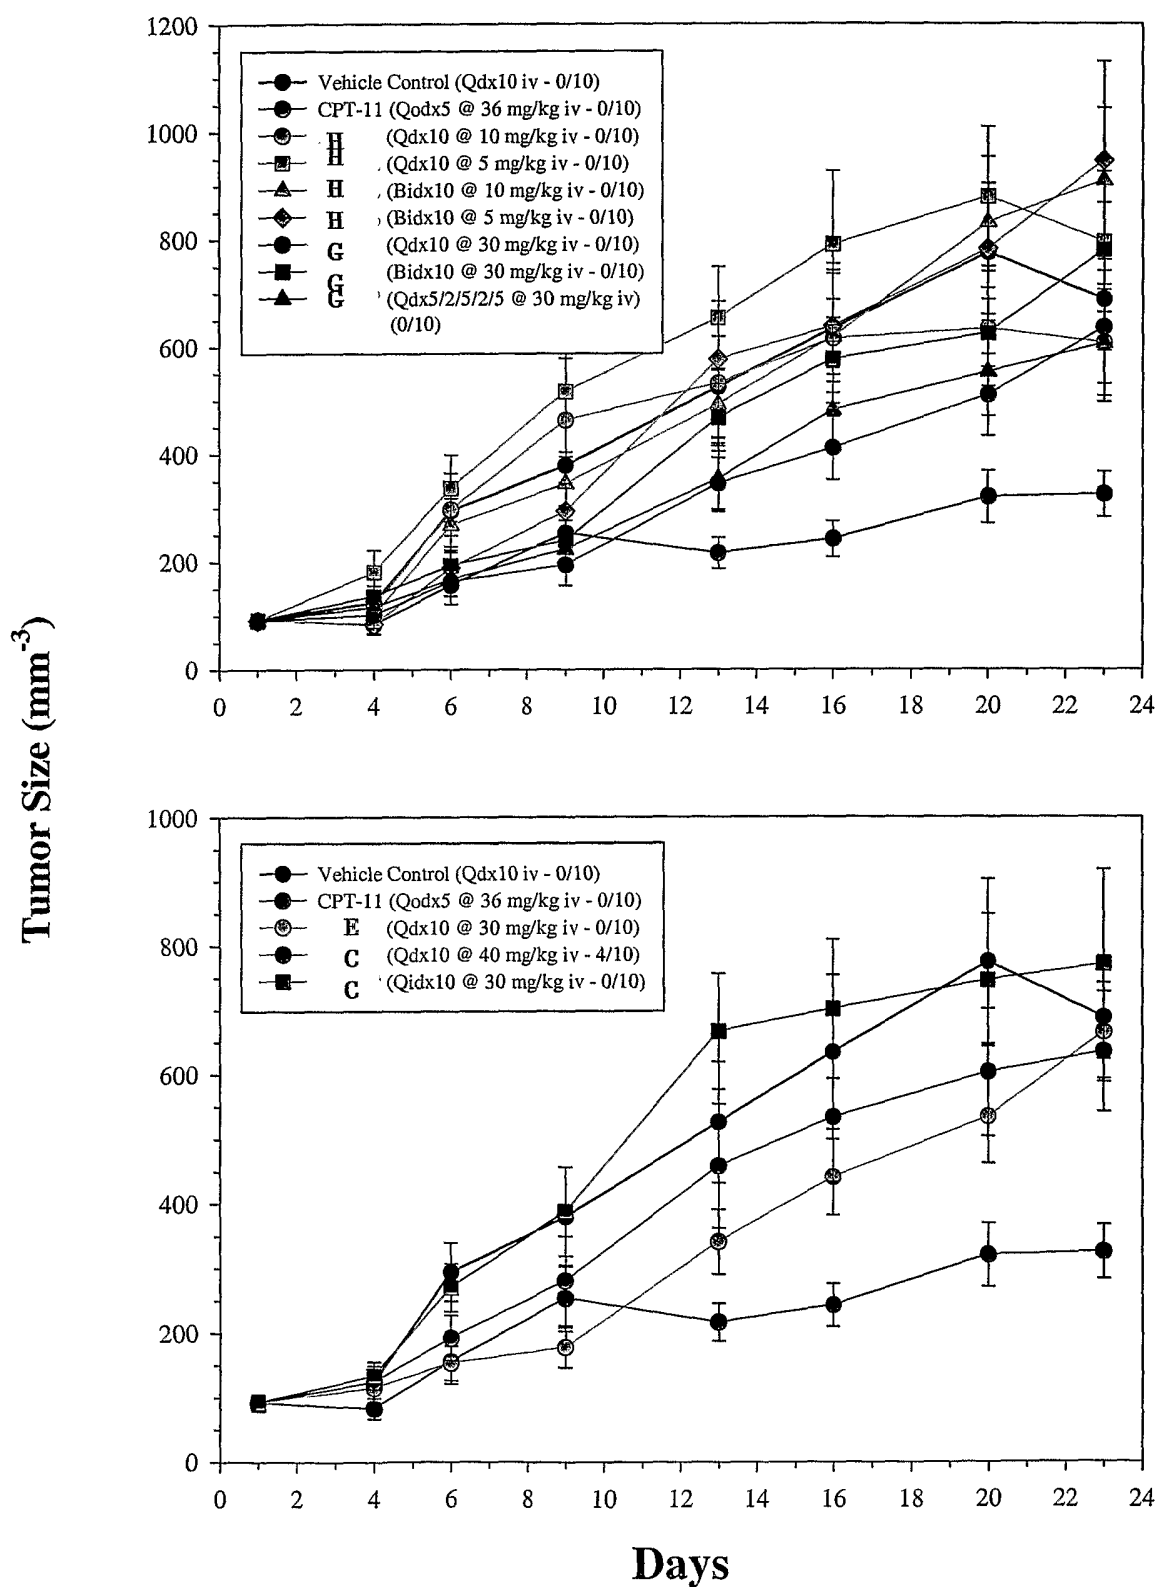 1200
1000
800
600
400
200
0
Vehicle Control (Qdx10 iv - 0/10)
CPT-11 (Qodx5 @ 36 mg/kg iv - 0/10)
H (Qdx10 @ 10 mg/kg iv - 0/10)
H (Qdx10 @ 5 mg/kg iv - 0/10)
H (Bidx10 @ 10 mg/kg iv - 0/10)
H (Bidx10 @ 5 mg/kg iv - 0/10)
G (Qdx10 @ 30 mg/kg iv - 0/10)
G (Bidx10 @ 30 mg/kg iv - 0/10)
G (Qdx5/2/5/2/5 @ 30 mg/kg iv)
(0/10)
0 2 4 6 8 10 12 14 16 18 20 22 24
Tumor Size (mm-3)
1000
800
600
400
200
0
Vehicle Control (Qdx10 iv - 0/10)
CPT-11 (Qodx5 @ 36 mg/kg iv - 0/10)
E (Qdx10 @ 30 mg/kg iv - 0/10)
C (Qdx10 @ 40 mg/kg iv - 4/10)
C (Qidx10 @ 30 mg/kg iv - 0/10)
0 2 4 6 8 10 12 14 16 18 20 22 24
Days